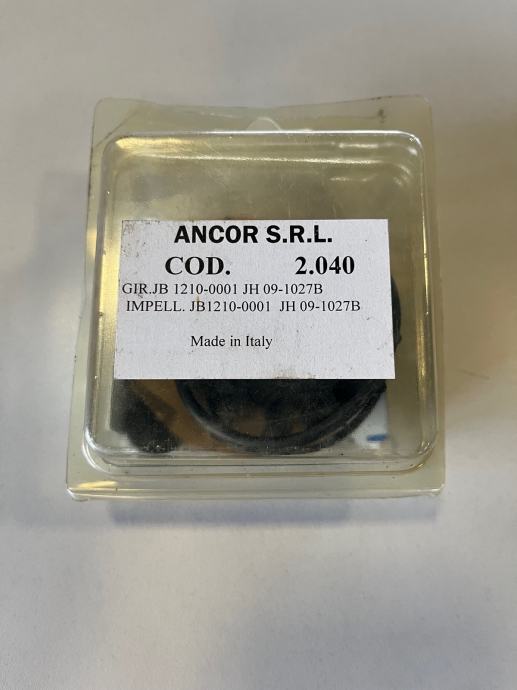 ANCOR S.R.L.
COD. 2.040
GIR.JB 1210-0001 JH 09-1027B
IMPELL. JB1210-0001 JH 09-1027B
Made in Italy